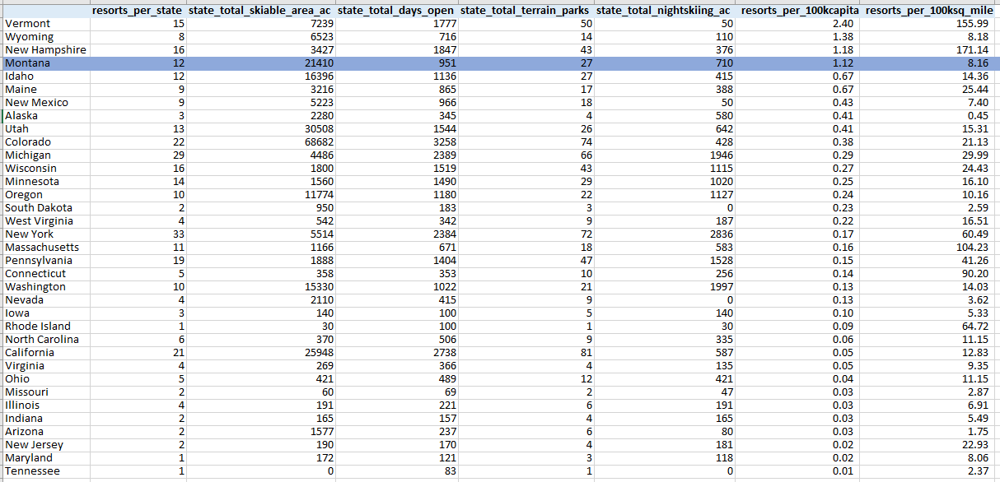 resorts_per_state state_total_skiable_area_ac state_total_days_open state_total_terrain_parks state_total_nightskiing_ac resorts_per_100kcapita resorts_per_100ksq_mile
Vermont 15 7239 1777 50 50 2.40 155.99
Wyoming 8 6523 716 14 110 1.38 8.18
New Hampshire 16 3427 1847 43 376 1.18 171.14
Montana 12 21410 951 27 710 1.12 8.16
Idaho 12 16396 1136 27 415 0.67 14.36
Maine 9 3216 865 17 388 0.67 25.44
New Mexico 9 5223 966 18 50 0.43 7.40
Alaska 3 2280 345 4 580 0.41 0.45
Utah 13 30508 1544 26 642 0.41 15.31
Colorado 22 68682 3258 74 428 0.38 21.13
Michigan 29 4486 2389 66 1946 0.29 29.99
Wisconsin 16 1800 1519 43 1115 0.27 24.43
Minnesota 14 1560 1490 29 1020 0.25 16.10
Oregon 10 11774 1180 22 1127 0.24 10.16
South Dakota 2 950 183 3 0 0.23 2.59
West Virginia 4 542 342 9 187 0.22 16.51
New York 33 5514 2384 72 2836 0.17 60.49
Massachusetts 11 1166 671 18 583 0.16 104.23
Pennsylvania 19 1888 1404 47 1528 0.15 41.26
Connecticut 5 358 353 10 256 0.14 90.20
Washington 10 15330 1022 21 1997 0.13 14.03
Nevada 4 2110 415 9 0 0.13 3.62
Iowa 3 140 100 5 140 0.10 5.33
Rhode Island 1 30 100 1 30 0.09 64.72
North Carolina 6 370 506 9 335 0.06 11.15
California 21 25948 2738 81 587 0.05 12.83
Virginia 4 269 366 4 135 0.05 9.35
Ohio 5 421 489 12 421 0.04 11.15
Missouri 2 60 69 2 47 0.03 2.87
Illinois 4 191 221 6 191 0.03 6.91
Indiana 2 165 157 4 165 0.03 5.49
Arizona 2 1577 237 6 80 0.03 1.75
New Jersey 2 190 170 4 181 0.02 22.93
Maryland 1 172 121 3 118 0.02 8.06
Tennessee 1 0 83 1 0 0.01 2.37